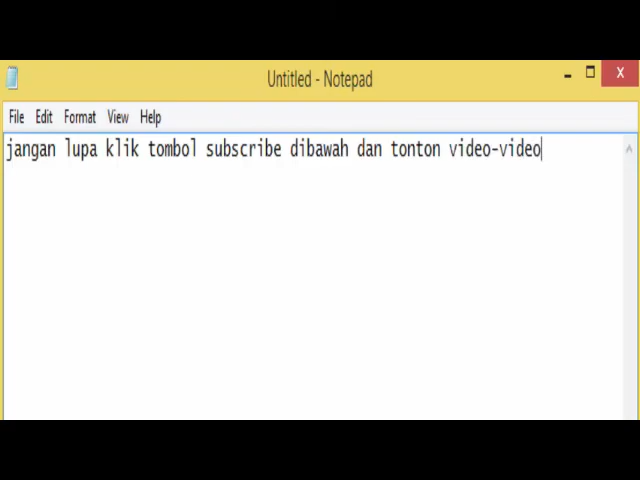 Untitled - Notepad
File Edit Format View Help
jangan lupa klik tombol subscribe dibawah dan tonton video-video